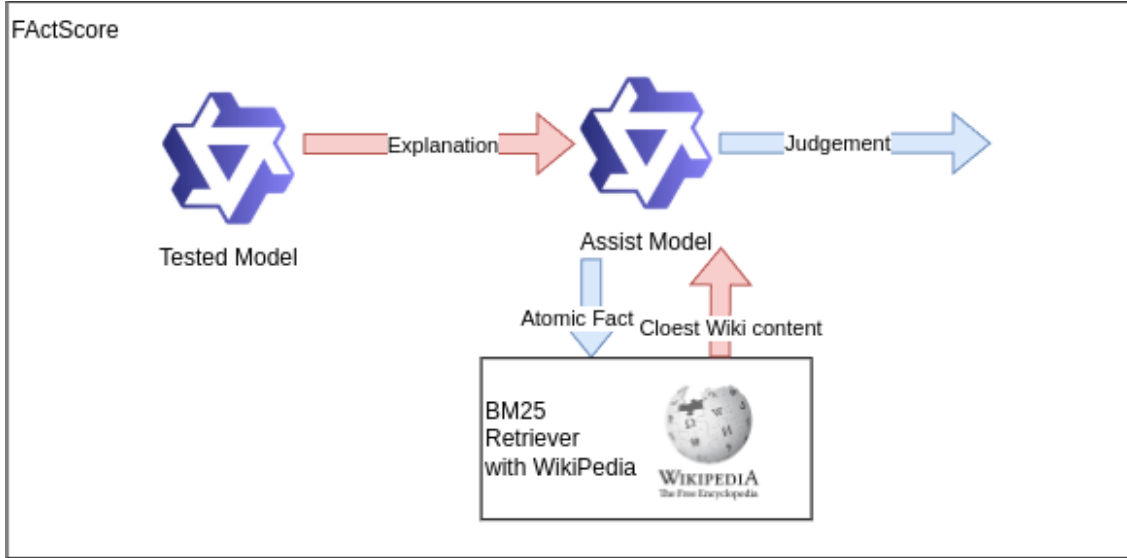 FActScore
Explanation
Judgement
Tested Model
Assist Model
Atomic Fact
Cloest Wiki content
BM25
Retriever
with WikiPedia
WIKIPEDIA
The Free Encyclopedia